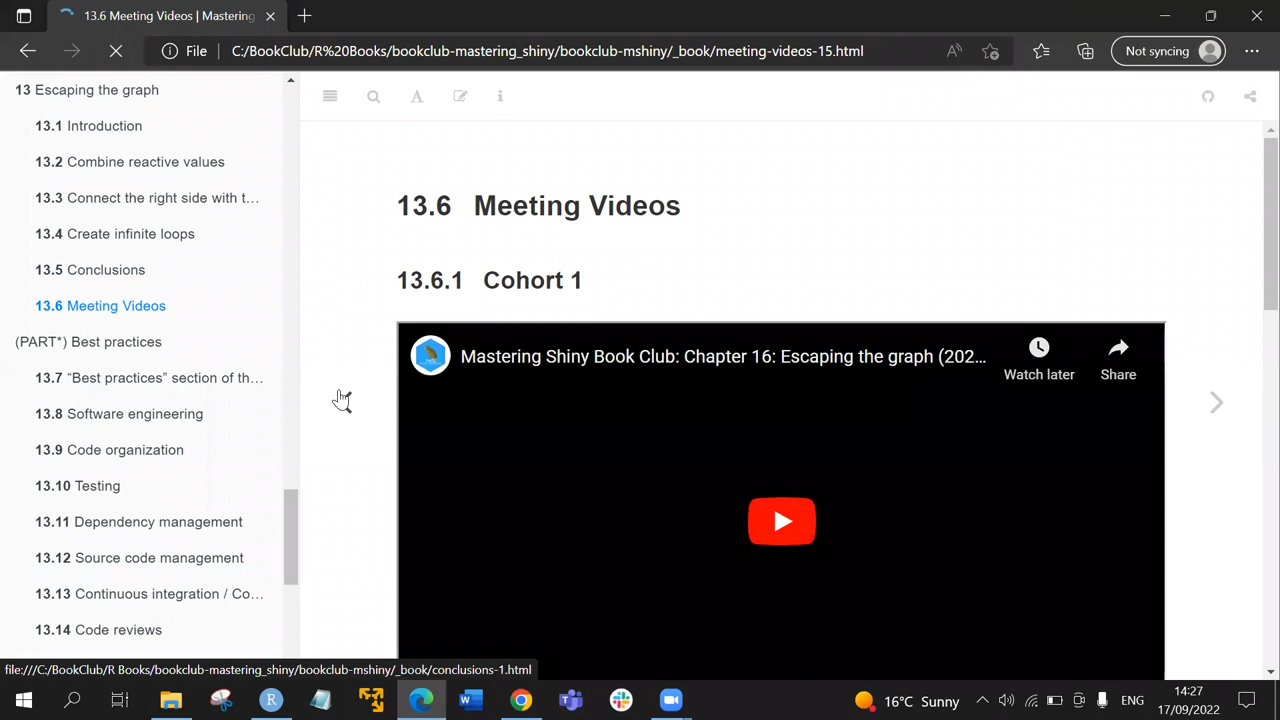 13.6 Meeting Videos | Mastering
File
C:/BookClub/R%20Books/bookclub-mastering_shiny/bookclub-mshiny/_book/meeting-videos-15.html
Not syncing
13 Escaping the graph
13.1 Introduction
13.2 Combine reactive values
13.3 Connect the right side with t…
13.4 Create infinite loops
13.5 Conclusions
13.6 Meeting Videos
(PART*) Best practices
13.7 “Best practices” section of th…
13.8 Software engineering
13.9 Code organization
13.10 Testing
13.11 Dependency management
13.12 Source code management
13.13 Continuous integration / Co…
13.14 Code reviews
13.6 Meeting Videos
13.6.1 Cohort 1
Mastering Shiny Book Club: Chapter 16: Escaping the graph (202…
Watch later
Share
file:///C:/BookClub/R Books/bookclub-mastering_shiny/bookclub-mshiny/_book/conclusions-1.html
16°C Sunny
ENG
14:27
17/09/2022